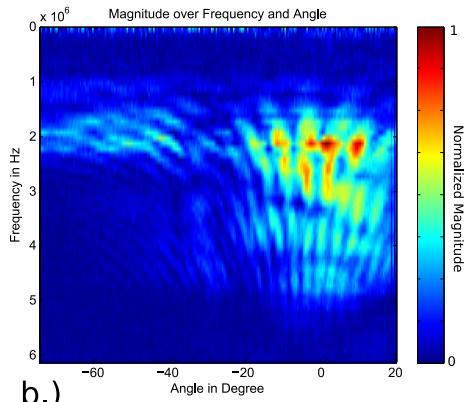 Magnitude over Frequency and Angle
x 10^6
0
1
2
3
4
5
6
Frequency in Hz
−60 −40 −20 0 20
Angle in Degree
1
0
Normalized Magnitude
b.)